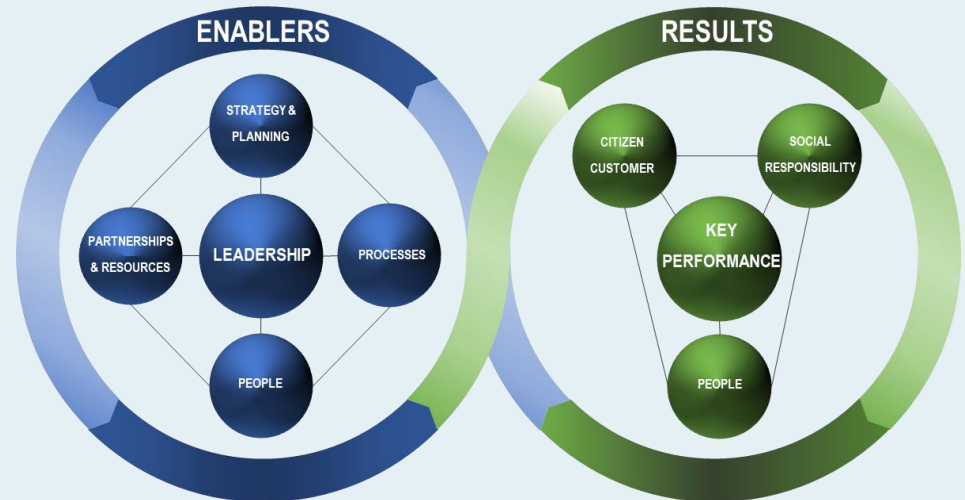 ENABLERS
STRATEGY &
PLANNING
PARTNERSHIPS
& RESOURCES
LEADERSHIP
PROCESSES
PEOPLE
RESULTS
CITIZEN
CUSTOMER
SOCIAL
RESPONSIBILITY
KEY
PERFORMANCE
PEOPLE